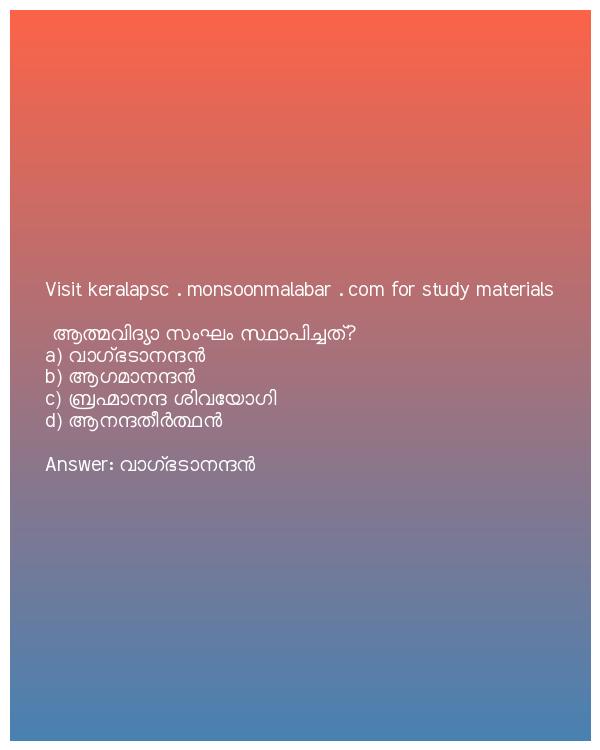 Visit keralapsc . monsoonmalabar . com for study materials
ആത്മവിദ്യാ സംഘം സ്ഥാപിച്ചത്?
a) വാഗ്ഭടാനന്ദൻ
b) ആഗമാനന്ദൻ
c) ബ്രഹ്മാനന്ദ ശിവയോഗി
d) ആനന്ദതീർത്ഥൻ
Answer: വാഗ്ഭടാനന്ദൻ